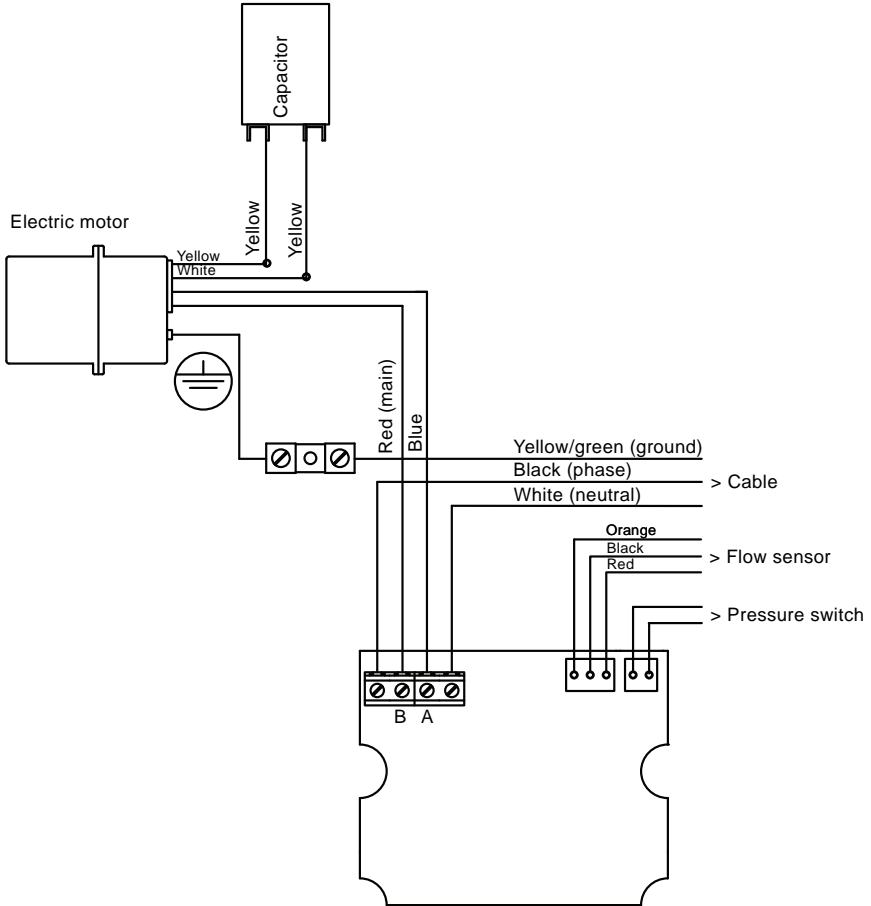 Capacitor
Yellow
Yellow
Electric motor
Yellow
White
Red (main)
Blue
Yellow/green (ground)
Black (phase)
White (neutral)
> Cable
Orange
Black
Red
> Flow sensor
> Pressure switch
B A